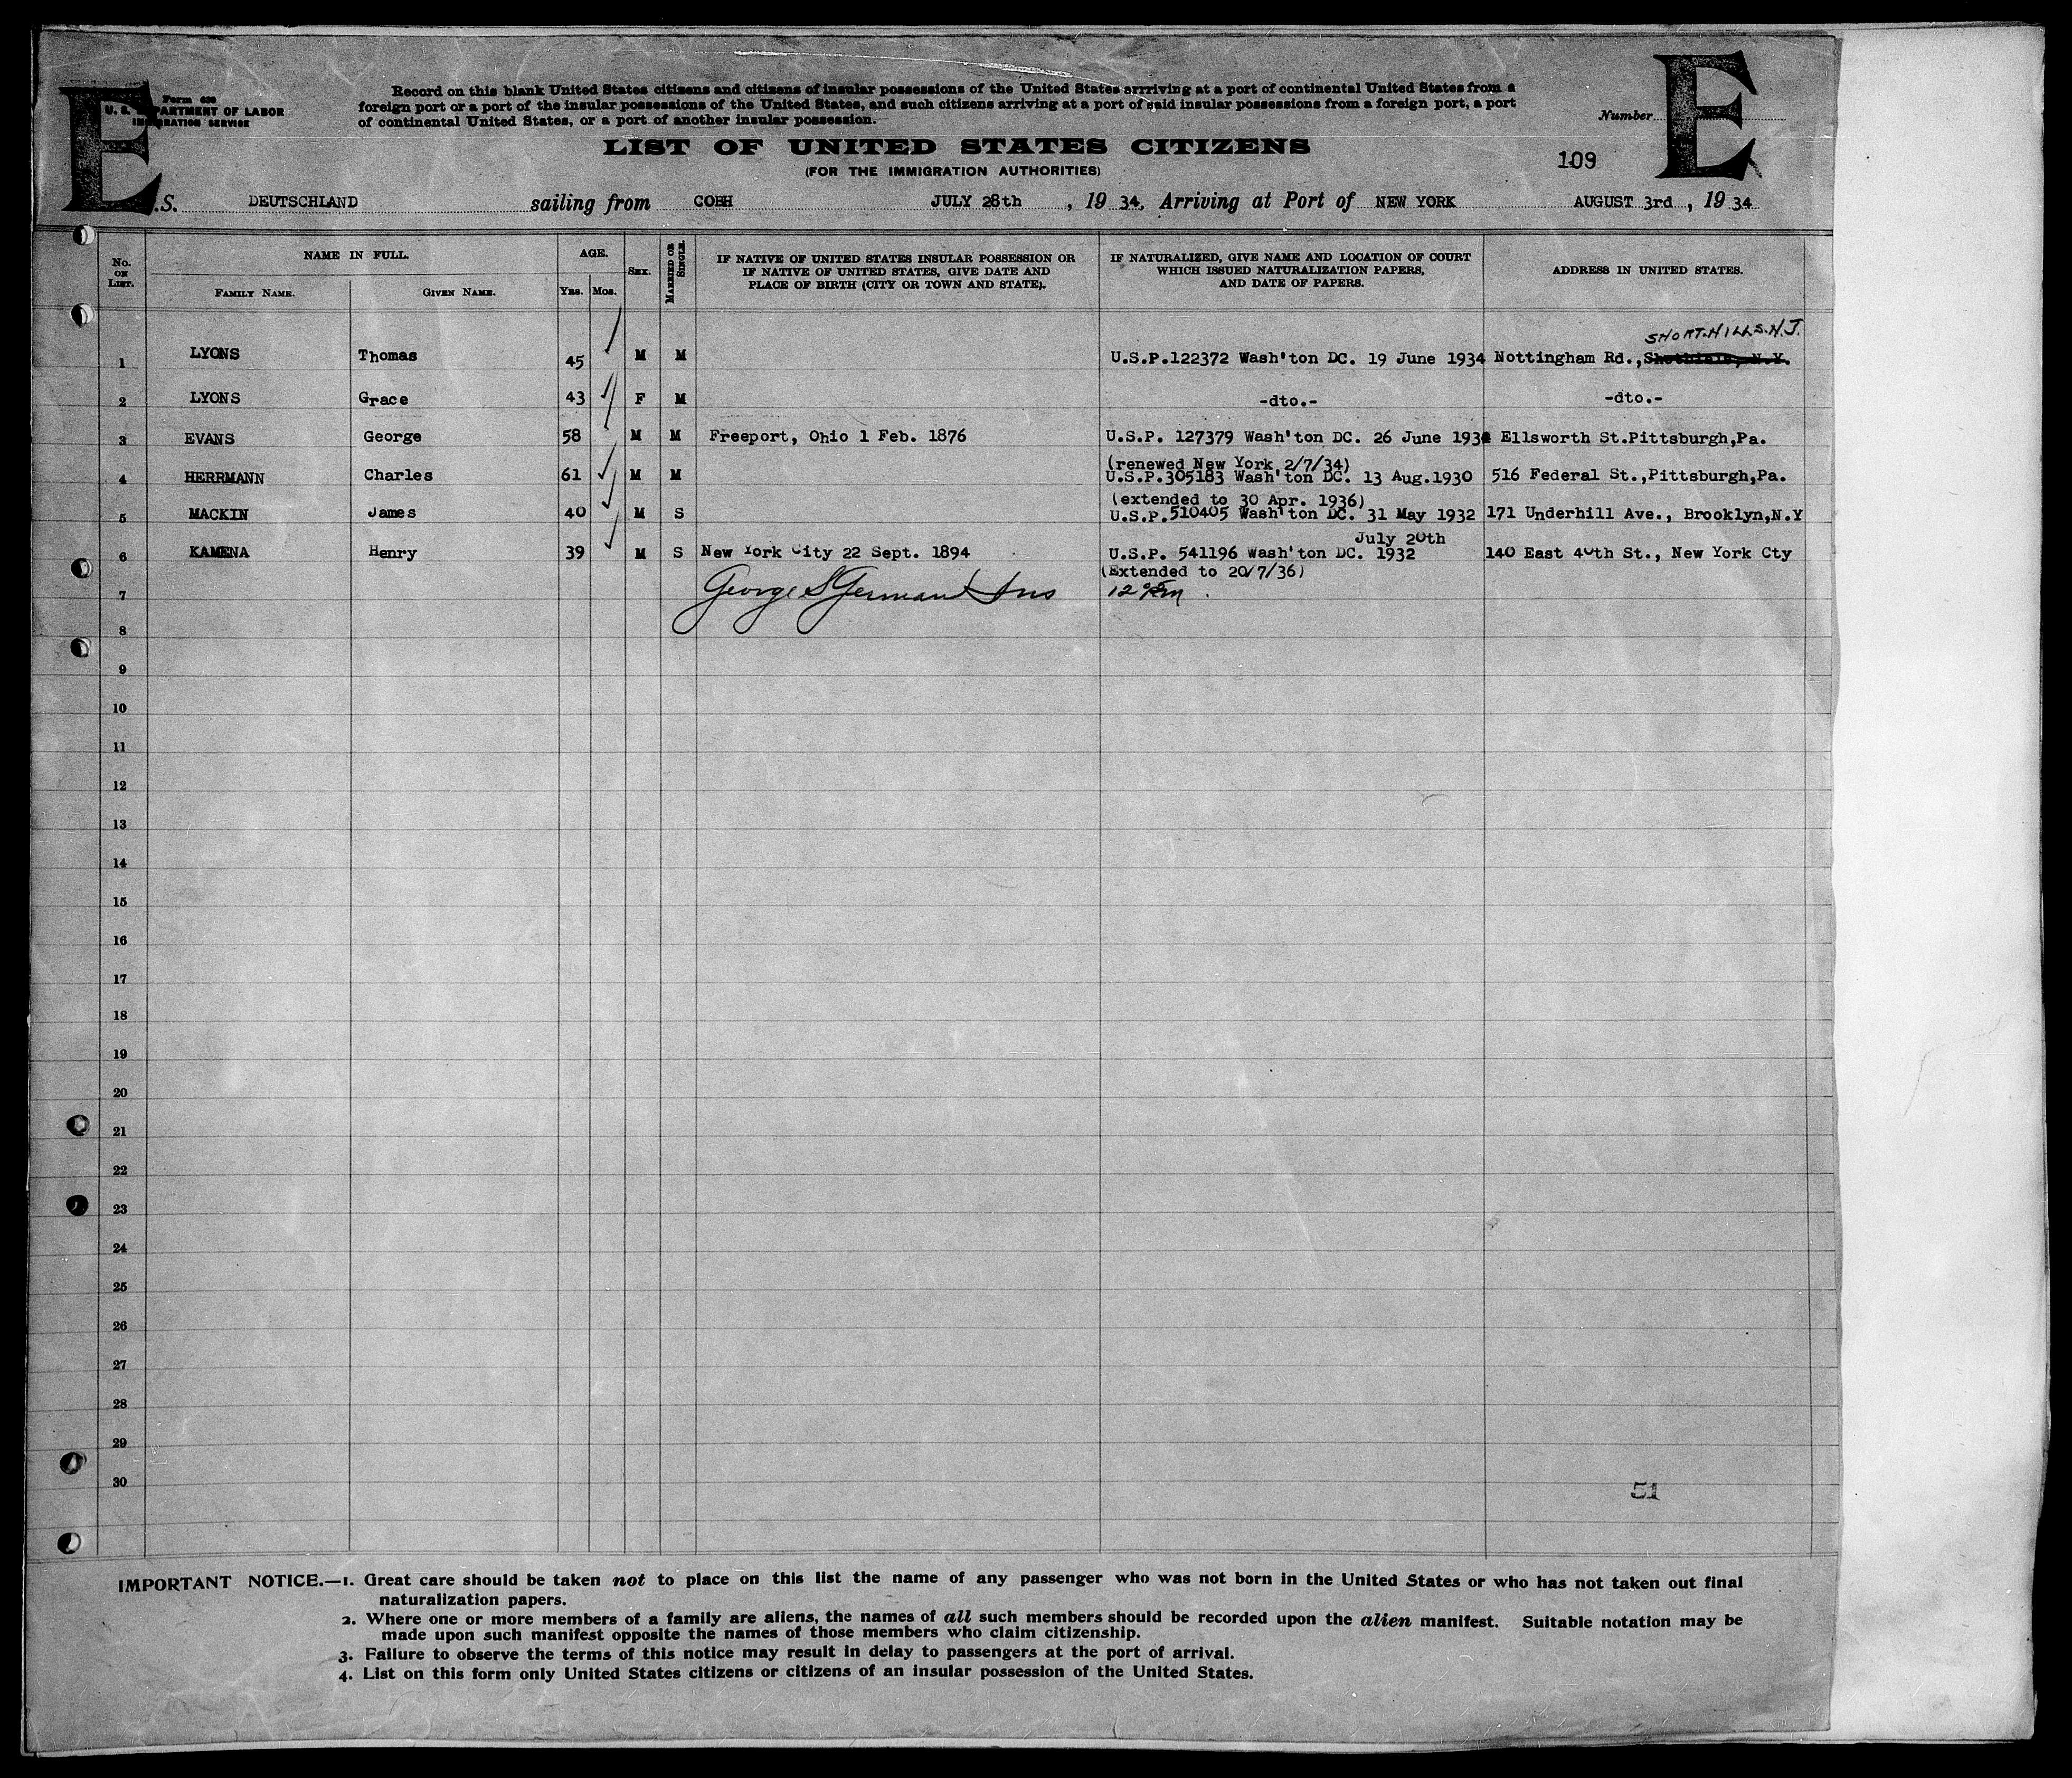 E
Form 630
U. S. DEPARTMENT OF LABOR
IMMIGRATION SERVICE
Record on this blank United States citizens and citizens of insular possessions of the United States arrriving at a port of continental United States from a
foreign port or a port of the insular possessions of the United States, and such citizens arriving at a port of said insular possessions from a foreign port, a port
of continental United States, or a port of another insular possession.
Number
E
LIST OF UNITED STATES CITIZENS
(FOR THE IMMIGRATION AUTHORITIES)
109
.S. DEUTSCHLAND sailing from COBH JULY 28th , 19 34, Arriving at Port of NEW YORK AUGUST 3rd , 19 34
No. on List. NAME IN FULL. AGE. Sex. Married or Single.
Family Name. Given Name. Yrs. Mos.
IF NATIVE OF UNITED STATES INSULAR POSSESSION OR
IF NATIVE OF UNITED STATES, GIVE DATE AND
PLACE OF BIRTH (CITY OR TOWN AND STATE).
IF NATURALIZED, GIVE NAME AND LOCATION OF COURT
WHICH ISSUED NATURALIZATION PAPERS,
AND DATE OF PAPERS.
ADDRESS IN UNITED STATES.
SHORT-HILLS.N.J.
1 LYONS Thomas 45 M M U.S.P.122372 Wash'ton DC. 19 June 1934 Nottingham Rd.,
2 LYONS Grace 43 F M -dto.- -dto.-
3 EVANS George 58 M M Freeport, Ohio 1 Feb. 1876 U.S.P. 127379 Wash'ton DC. 26 June 1934 Ellsworth St.Pittsburgh,Pa.
(renewed New York 2/7/34)
4 HERRMANN Charles 61 M M U.S.P.305183 Wash'ton DC. 13 Aug.1930 516 Federal St.,Pittsburgh,Pa.
(extended to 30 Apr. 1936)
5 MACKIN James 40 M S U.S.P.510405 Wash'ton DC. 31 May 1932 171 Underhill Ave., Brooklyn,N.Y
July 20th
6 KAMENA Henry 39 M S New York City 22 Sept. 1894 U.S.P. 541196 Wash'ton DC. 1932 140 East 40th St., New York Cty
(Extended to 20/7/36)
7 George S German Ins
8
9
10
11
12
13
14
15
16
17
18
19
20
21
22
23
24
25
26
27
28
29
30
51
IMPORTANT NOTICE.—1. Great care should be taken not to place on this list the name of any passenger who was not born in the United States or who has not taken out final
naturalization papers.
2. Where one or more members of a family are aliens, the names of all such members should be recorded upon the alien manifest. Suitable notation may be
made upon such manifest opposite the names of those members who claim citizenship.
3. Failure to observe the terms of this notice may result in delay to passengers at the port of arrival.
4. List on this form only United States citizens or citizens of an insular possession of the United States.